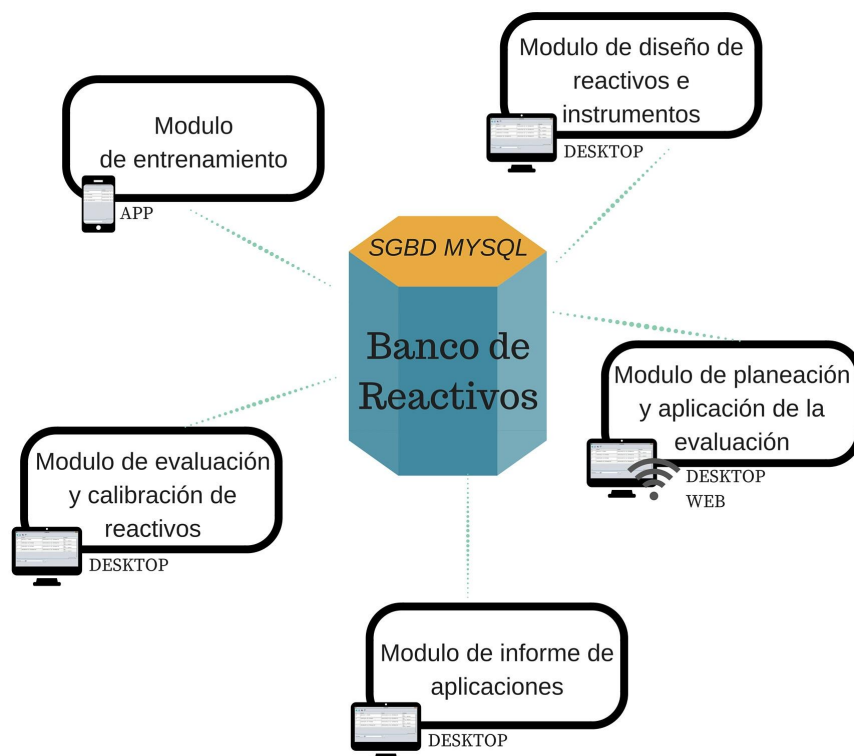 Modulo de diseño de
reactivos e
instrumentos
DESKTOP
Modulo
de entrenamiento
APP
SGBD MYSQL
Banco de
Reactivos
Modulo de planeación
y aplicación de la
evaluación
DESKTOP
WEB
Modulo de evaluación
y calibración de
reactivos
DESKTOP
Modulo de informe de
aplicaciones
DESKTOP